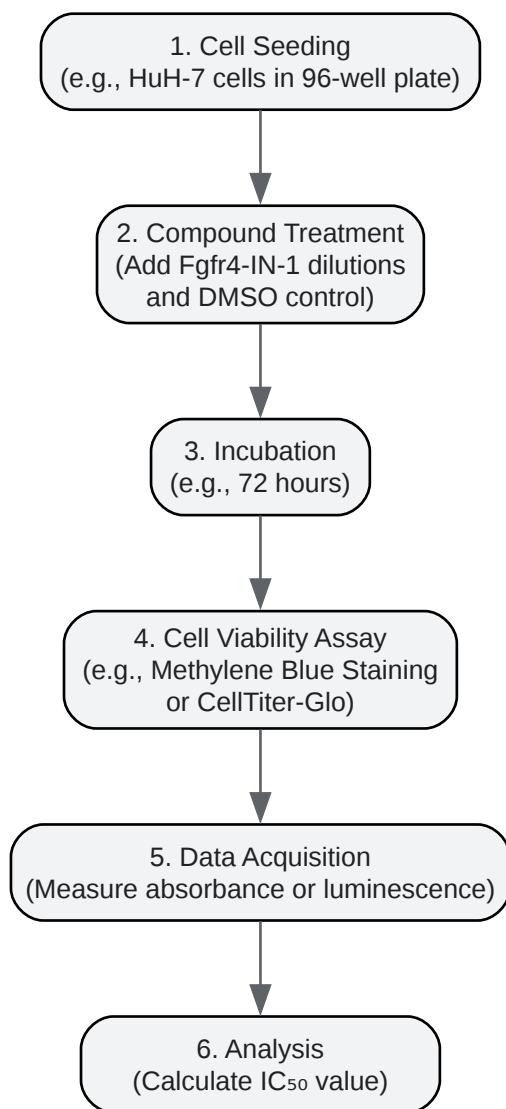 1. Cell Seeding
(e.g., HuH-7 cells in 96-well plate)
2. Compound Treatment
(Add Fgfr4-IN-1 dilutions
and DMSO control)
3. Incubation
(e.g., 72 hours)
4. Cell Viability Assay
(e.g., Methylene Blue Staining
or CellTiter-Glo)
5. Data Acquisition
(Measure absorbance or luminescence)
6. Analysis
(Calculate IC₅₀ value)